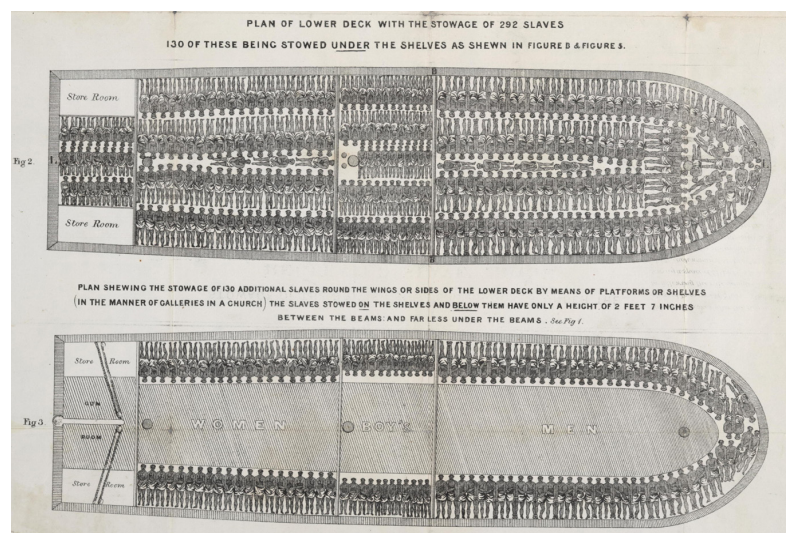 PLAN OF LOWER DECK WITH THE STOWAGE OF 292 SLAVES
130 OF THESE BEING STOWED UNDER THE SHELVES AS SHEWN IN FIGURE B & FIGURE 5.
Store Room
Fig 2
Store Room
B
PLAN SHEWING THE STOWAGE OF 130 ADDITIONAL SLAVES ROUND THE WINGS OR SIDES OF THE LOWER DECK BY MEANS OF PLATFORMS OR SHELVES
(IN THE MANNER OF GALLERIES IN A CHURCH) THE SLAVES STOWED ON THE SHELVES AND BELOW THEM HAVE ONLY A HEIGHT OF 2 FEET 7 INCHES
BETWEEN THE BEAMS: AND FAR LESS UNDER THE BEAMS. See Fig 1.
Store Room
GUN
Fig 3.
WOMEN
BOY'S
MEN
ROOM
Store Room